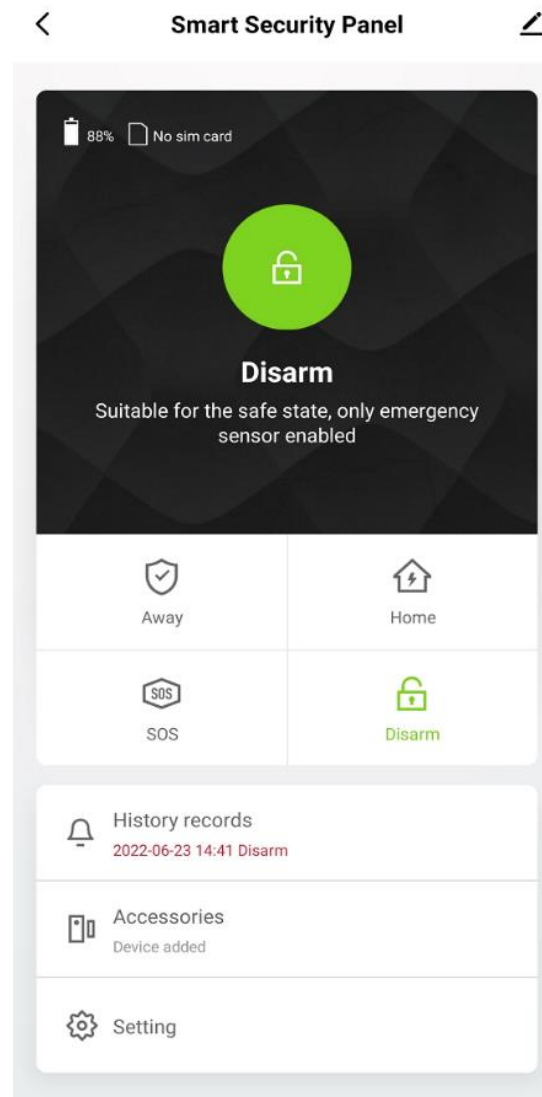 Smart Security Panel
88% No sim card
Disarm
Suitable for the safe state, only emergency
sensor enabled
Away
Home
SOS
SOS
Disarm
History records
2022-06-23 14:41 Disarm
Accessories
Device added
Setting